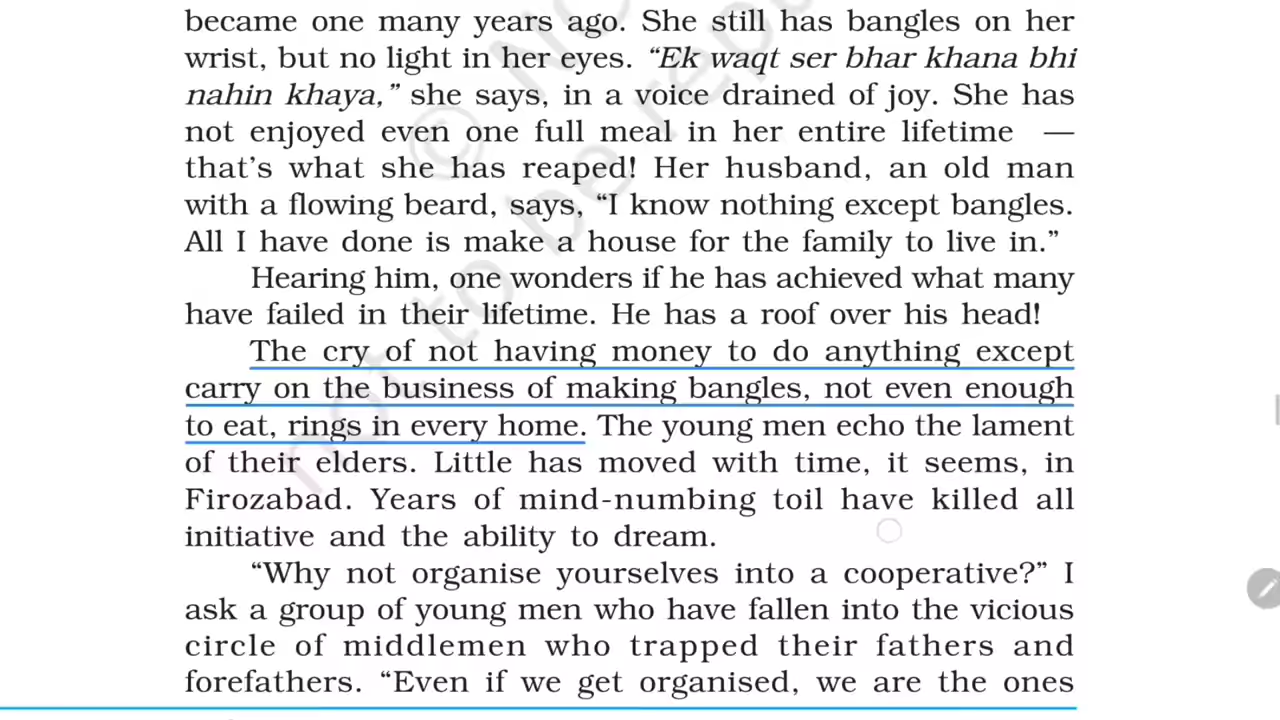 became one many years ago. She still has bangles on her
wrist, but no light in her eyes. “Ek waqt ser bhar khana bhi
nahin khaya,” she says, in a voice drained of joy. She has
not enjoyed even one full meal in her entire lifetime —
that’s what she has reaped! Her husband, an old man
with a flowing beard, says, “I know nothing except bangles.
All I have done is make a house for the family to live in.”
Hearing him, one wonders if he has achieved what many
have failed in their lifetime. He has a roof over his head!
The cry of not having money to do anything except
carry on the business of making bangles, not even enough
to eat, rings in every home. The young men echo the lament
of their elders. Little has moved with time, it seems, in
Firozabad. Years of mind-numbing toil have killed all
initiative and the ability to dream.
“Why not organise yourselves into a cooperative?” I
ask a group of young men who have fallen into the vicious
circle of middlemen who trapped their fathers and
forefathers. “Even if we get organised, we are the ones
© NO
not to be repu